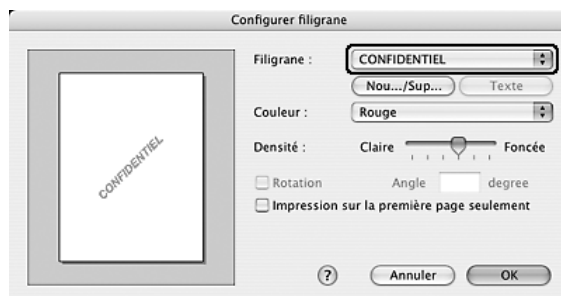 Configurer filigrane
Filigrane : CONFIDENTIEL
Nou.../Sup... Texte
Couleur : Rouge
Densité : Claire Foncée
CONFIDENTIEL
Rotation Angle degree
Impression sur la première page seulement
? Annuler OK